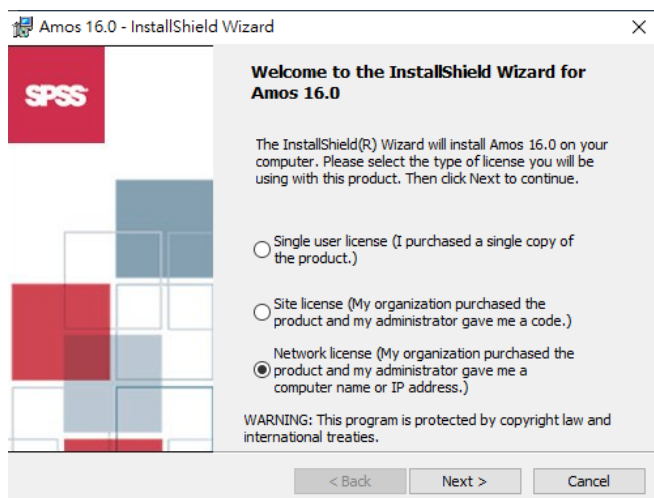 Amos 16.0 - InstallShield Wizard
SPSS
Welcome to the InstallShield Wizard for
Amos 16.0
The InstallShield(R) Wizard will install Amos 16.0 on your
computer. Please select the type of license you will be
using with this product. Then click Next to continue.
Single user license (I purchased a single copy of
the product.)
Site license (My organization purchased the
product and my administrator gave me a code.)
Network license (My organization purchased the
product and my administrator gave me a
computer name or IP address.)
WARNING: This program is protected by copyright law and
international treaties.
< Back Next > Cancel